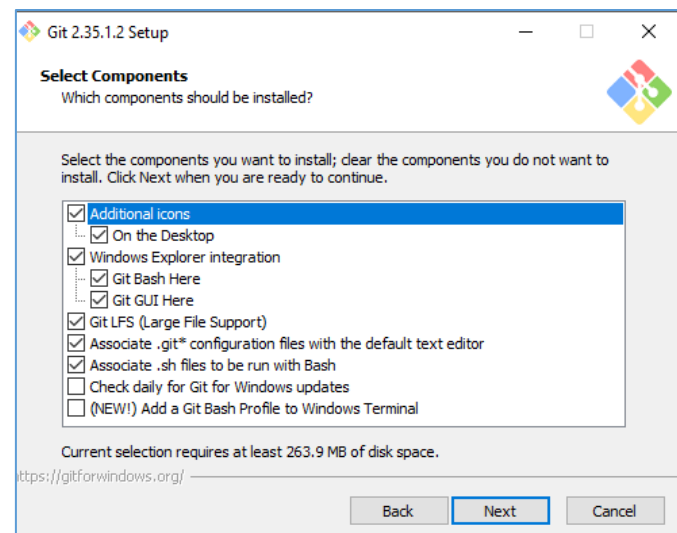 Git 2.35.1.2 Setup
Select Components
Which components should be installed?
Select the components you want to install; clear the components you do not want to
install. Click Next when you are ready to continue.
Additional icons
On the Desktop
Windows Explorer integration
Git Bash Here
Git GUI Here
Git LFS (Large File Support)
Associate .git* configuration files with the default text editor
Associate .sh files to be run with Bash
Check daily for Git for Windows updates
(NEW!) Add a Git Bash Profile to Windows Terminal
Current selection requires at least 263.9 MB of disk space.
ttps://gitforwindows.org/
Back Next Cancel